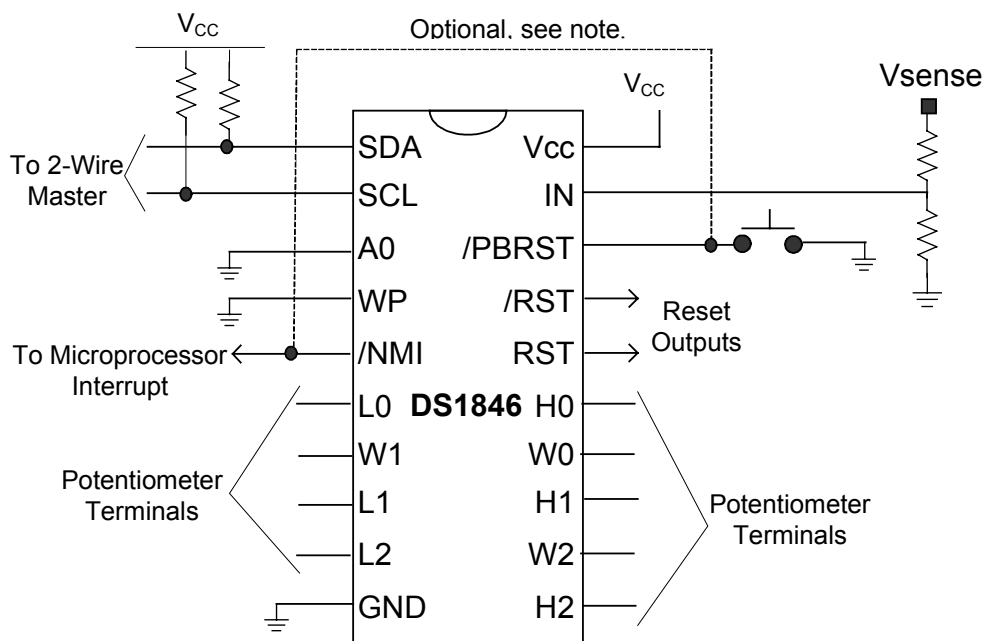 Optional, see note.
V_CC
V_CC
Vsense
To 2-Wire
Master
SDA
SCL
A0
WP
/NMI
L0
W1
L1
L2
GND
DS1846
Vcc
IN
/PBRST
/RST
RST
H0
W0
H1
W2
H2
To Microprocessor
Interrupt
Potentiometer
Terminals
Reset
Outputs
Potentiometer
Terminals